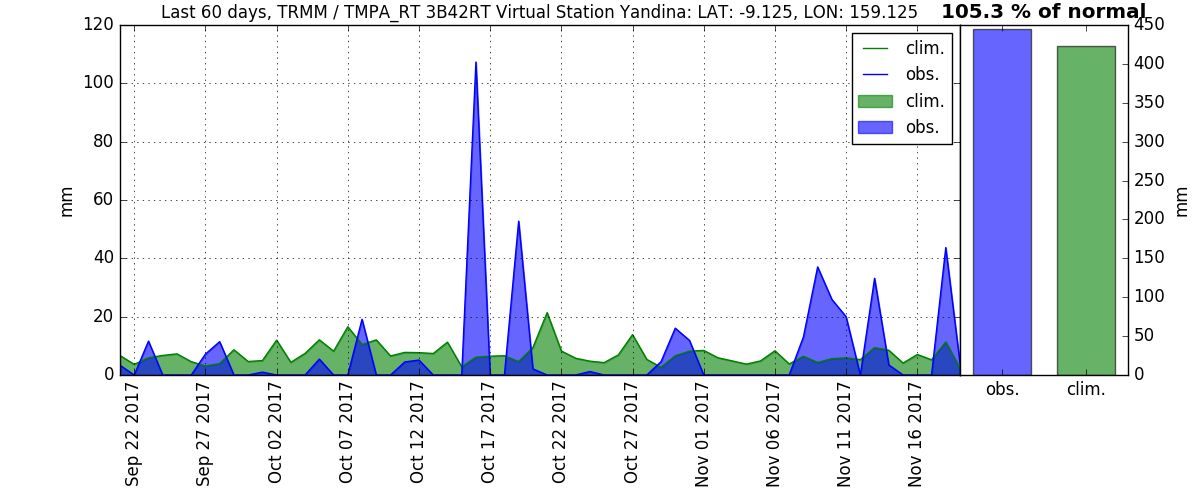 Last 60 days, TRMM / TMPA_RT 3B42RT Virtual Station Yandina: LAT: -9.125, LON: 159.125
105.3 % of normal
120
100
80
60
40
20
0
mm
clim.
obs.
clim.
obs.
450
400
350
300
250
200
150
100
50
0
mm
Sep 22 2017
Sep 27 2017
Oct 02 2017
Oct 07 2017
Oct 12 2017
Oct 17 2017
Oct 22 2017
Oct 27 2017
Nov 01 2017
Nov 06 2017
Nov 11 2017
Nov 16 2017
obs.
clim.